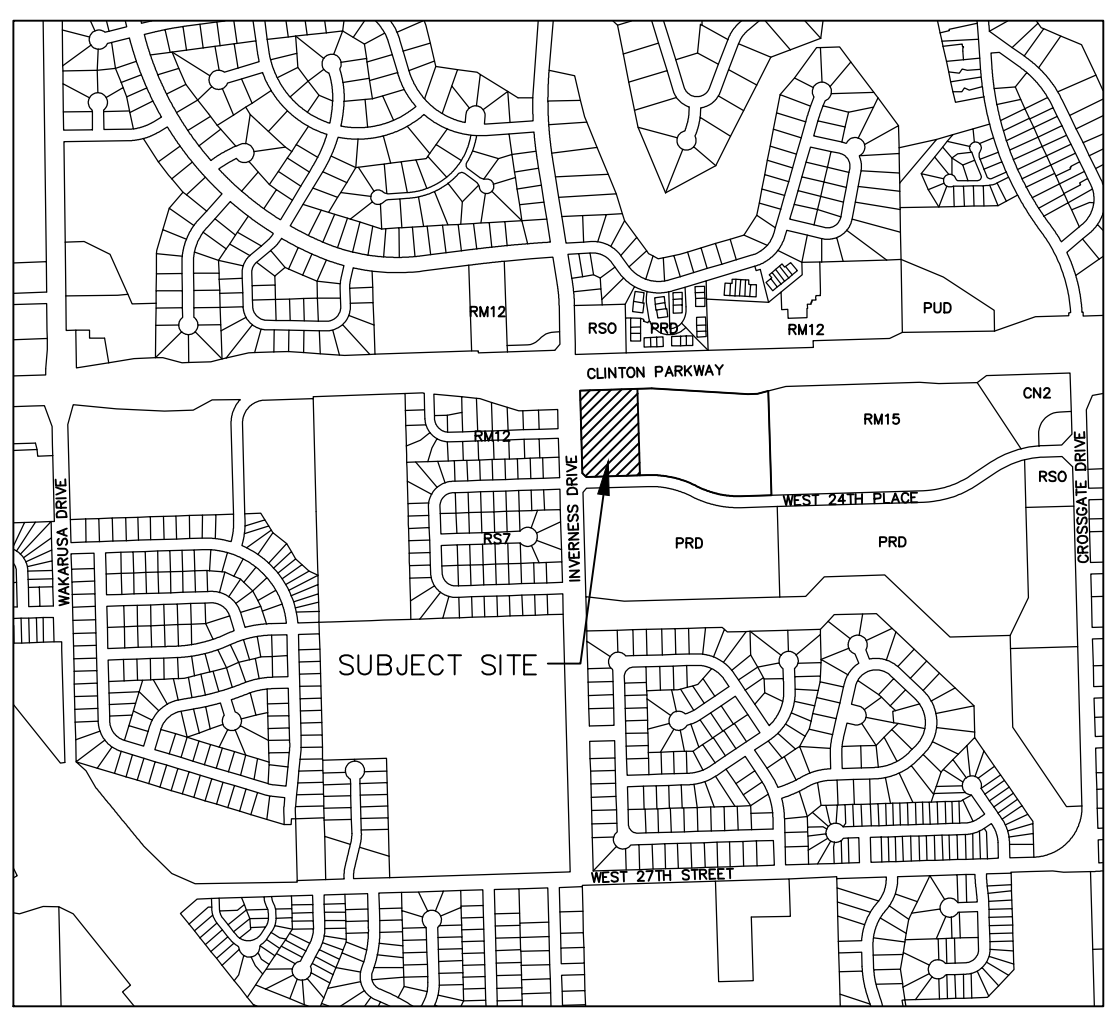 RM12
RSO
PRD
RM12
PUD
CLINTON PARKWAY
CN2
RM15
RM12
RSO
WEST 24TH PLACE
WAKARUSA DRIVE
INVERNESS DRIVE
CROSSGATE DRIVE
RS7
PRD
PRD
SUBJECT SITE
WEST 27TH STREET